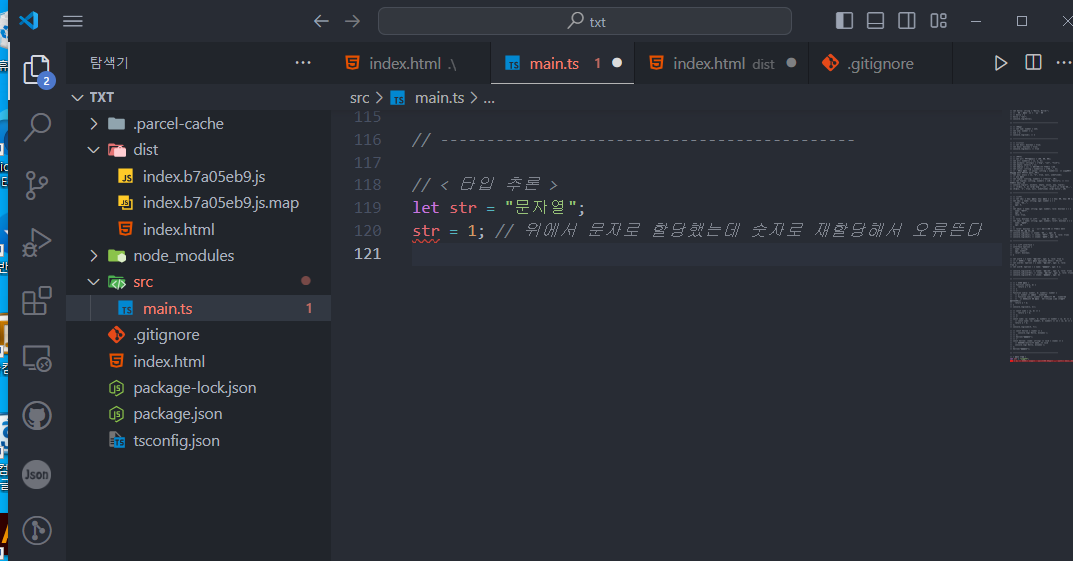 txt
탐색기
index.html .\
main.ts 1
index.html dist
.gitignore
TXT
src > main.ts > ...
.parcel-cache
dist
index.b7a05eb9.js
index.b7a05eb9.js.map
index.html
node_modules
src
main.ts 1
.gitignore
index.html
package-lock.json
package.json
tsconfig.json
2
Json
115
116 // ---------------------------------------------
117
118 // < 타입 추론 >
119 let str = "문자열";
120 str = 1; // 위에서 문자로 할당했는데 숫자로 재할당해서 오류뜬다
121